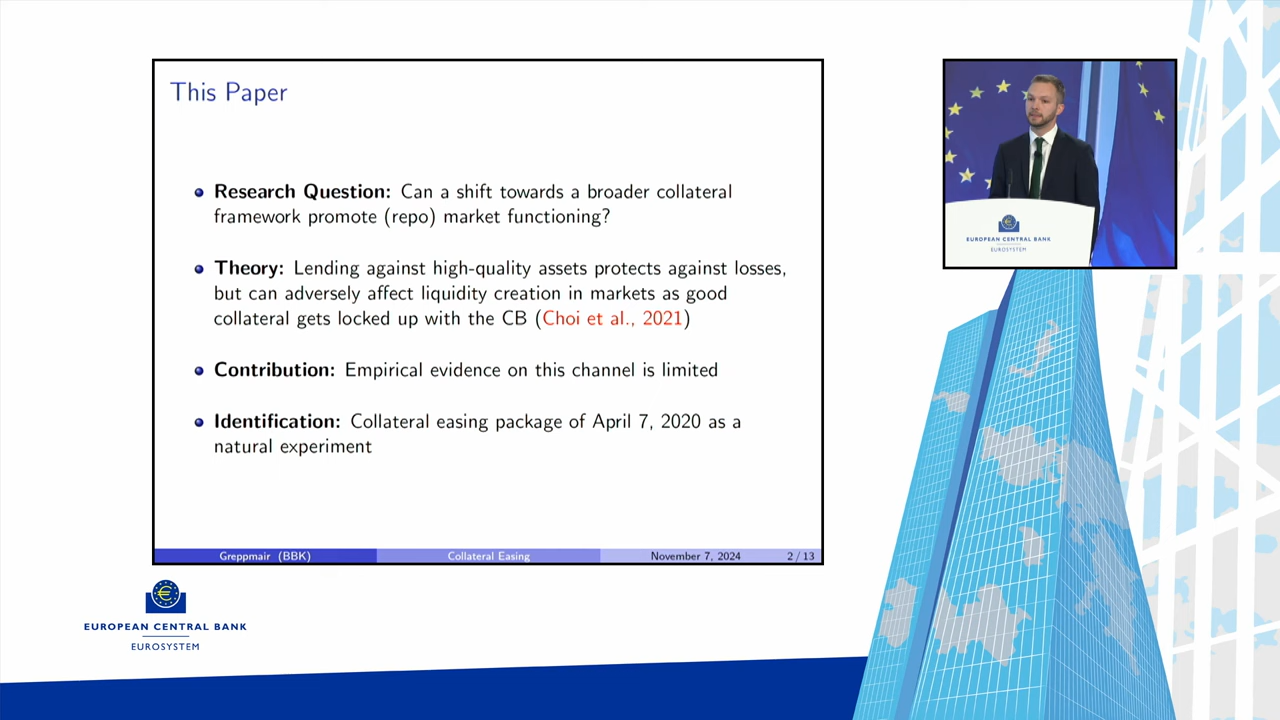 This Paper
Research Question: Can a shift towards a broader collateral
framework promote (repo) market functioning?
Theory: Lending against high-quality assets protects against losses,
but can adversely affect liquidity creation in markets as good
collateral gets locked up with the CB (Choi et al., 2021)
Contribution: Empirical evidence on this channel is limited
Identification: Collateral easing package of April 7, 2020 as a
natural experiment
Greppmair (BBK) Collateral Easing November 7, 2024 2 / 13
EUROPEAN CENTRAL BANK
EUROSYSTEM
EUROPEAN CENTRAL BANK
EUROSYSTEM